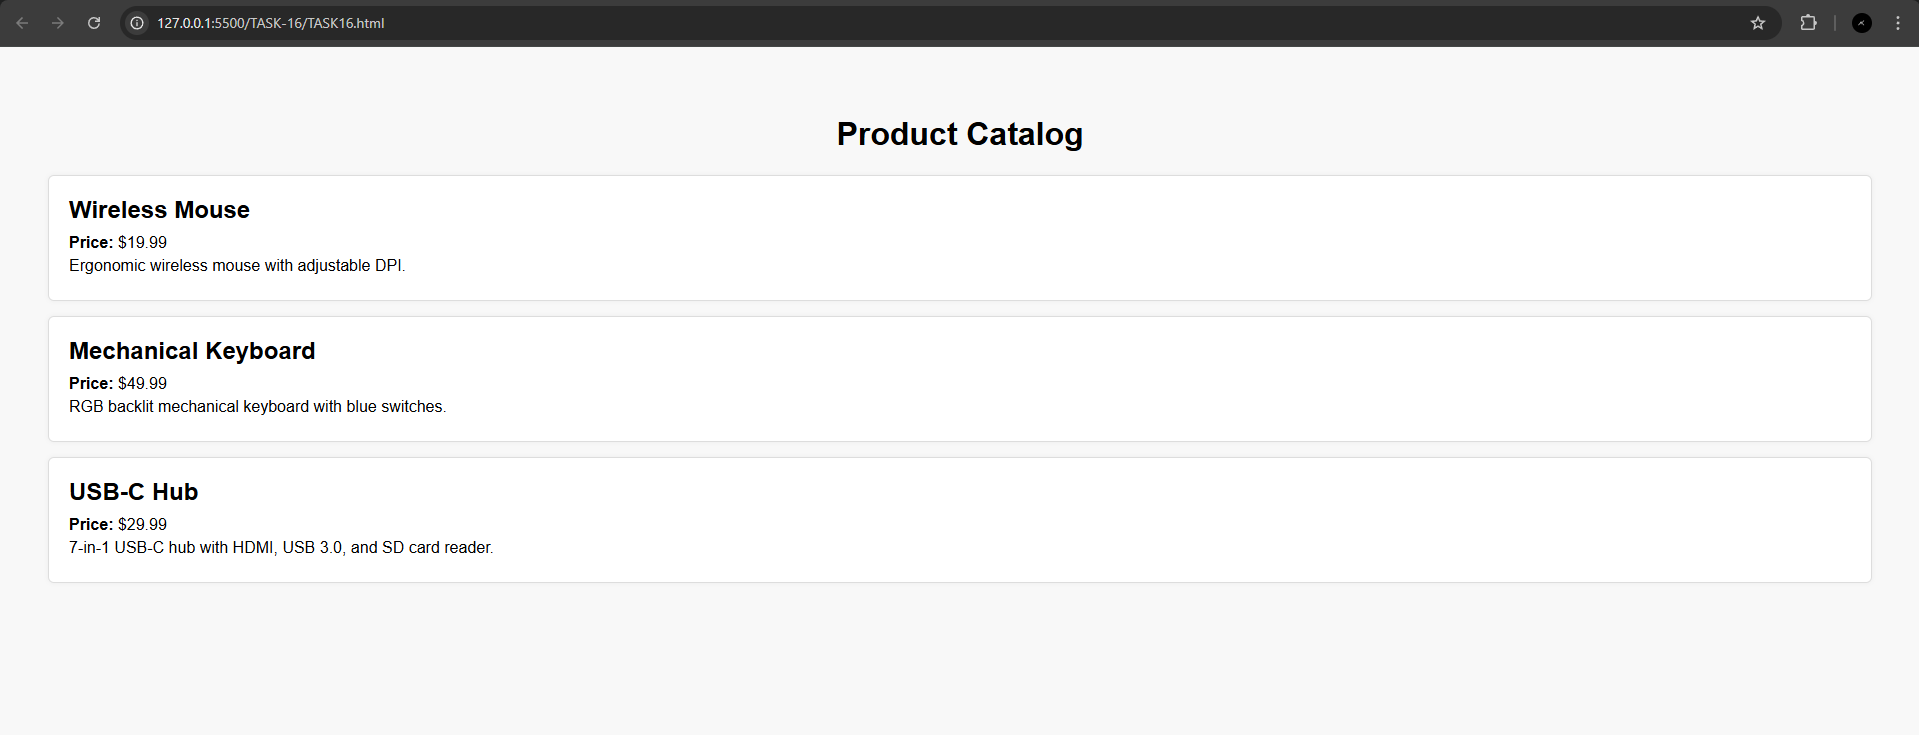 127.0.0.1:5500/TASK-16/TASK16.html
Product Catalog
Wireless Mouse
Price: $19.99
Ergonomic wireless mouse with adjustable DPI.
Mechanical Keyboard
Price: $49.99
RGB backlit mechanical keyboard with blue switches.
USB-C Hub
Price: $29.99
7-in-1 USB-C hub with HDMI, USB 3.0, and SD card reader.